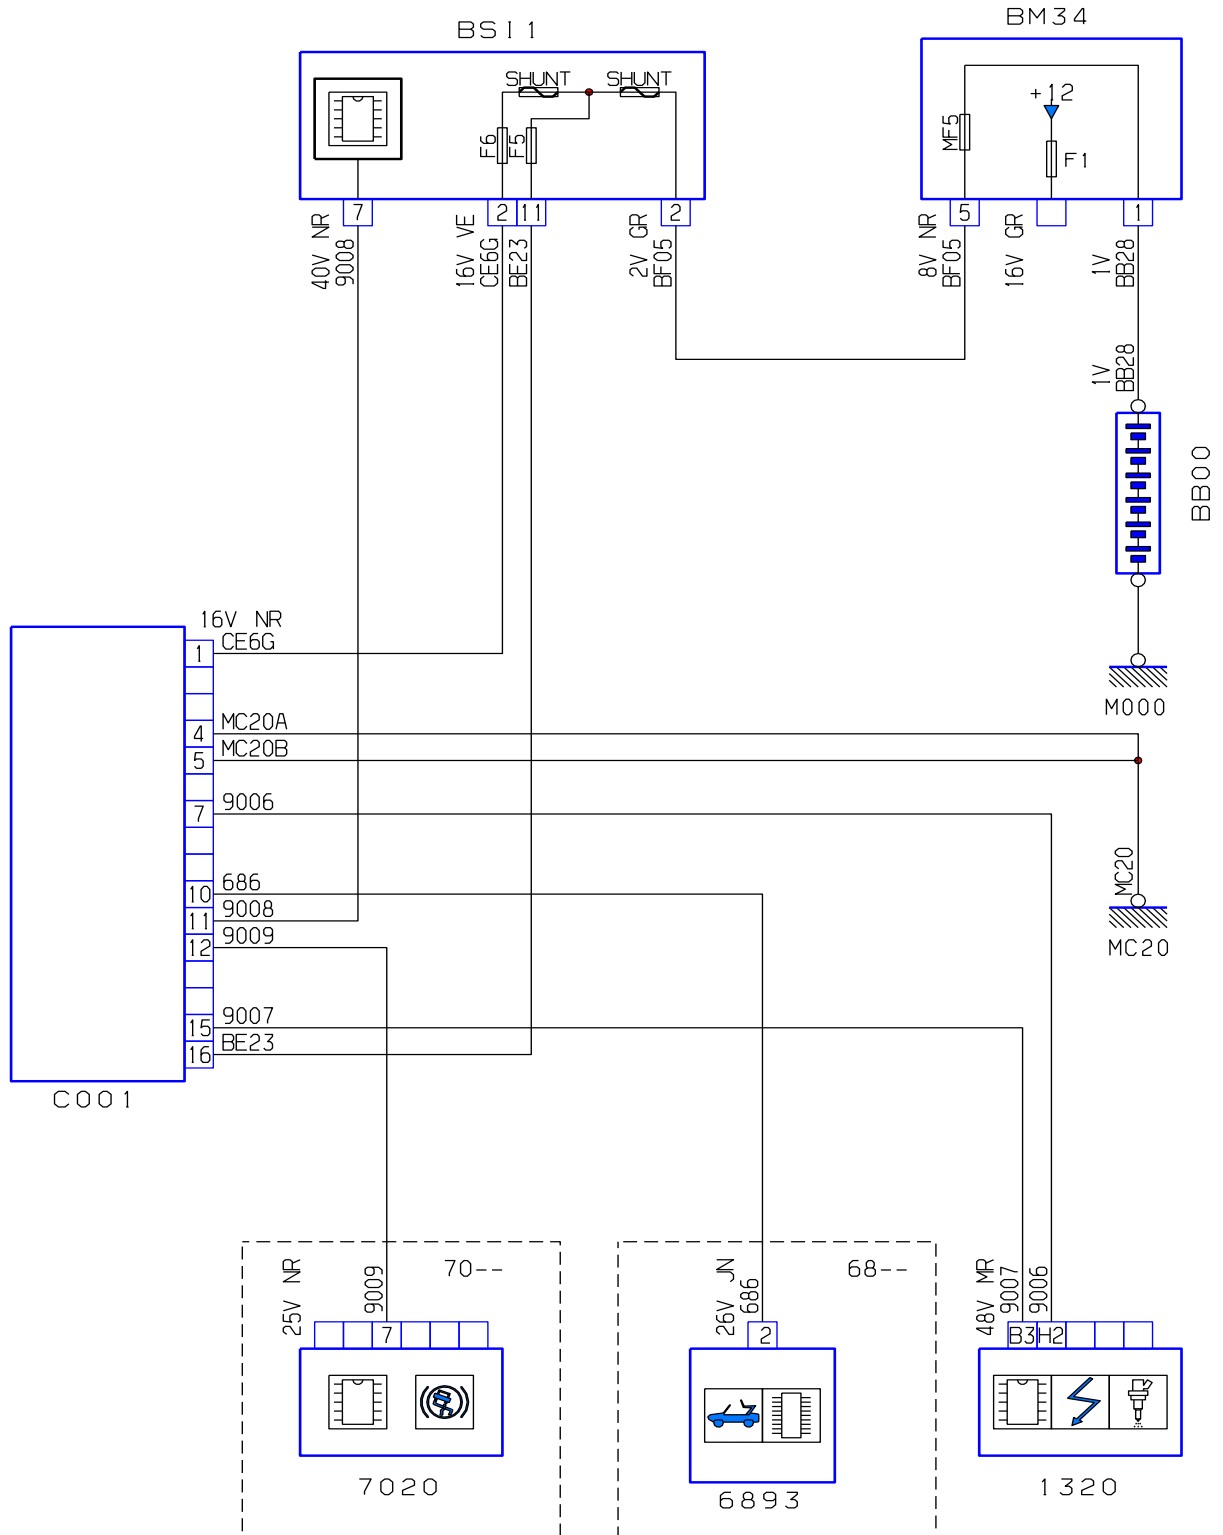 BM34
BSI1
SHUNT
SHUNT
+12
MF5
F6
F5
F1
7
2
11
2
5
1
40V NR
9008
16V VE
CE6G
BE23
2V GR
BF05
8V NR
BF05
16V GR
1V
BB28
1V
BB28
BB00
16V NR
CE6G
1
M000
MC20A
4
MC20B
5
9006
7
MC20
686
10
9008
11
9009
12
MC20
9007
15
BE23
16
C001
70--
68--
25V NR
9009
26V JN
686
48V MR
9007
9006
7
2
B3
H2
7020
6893
1320